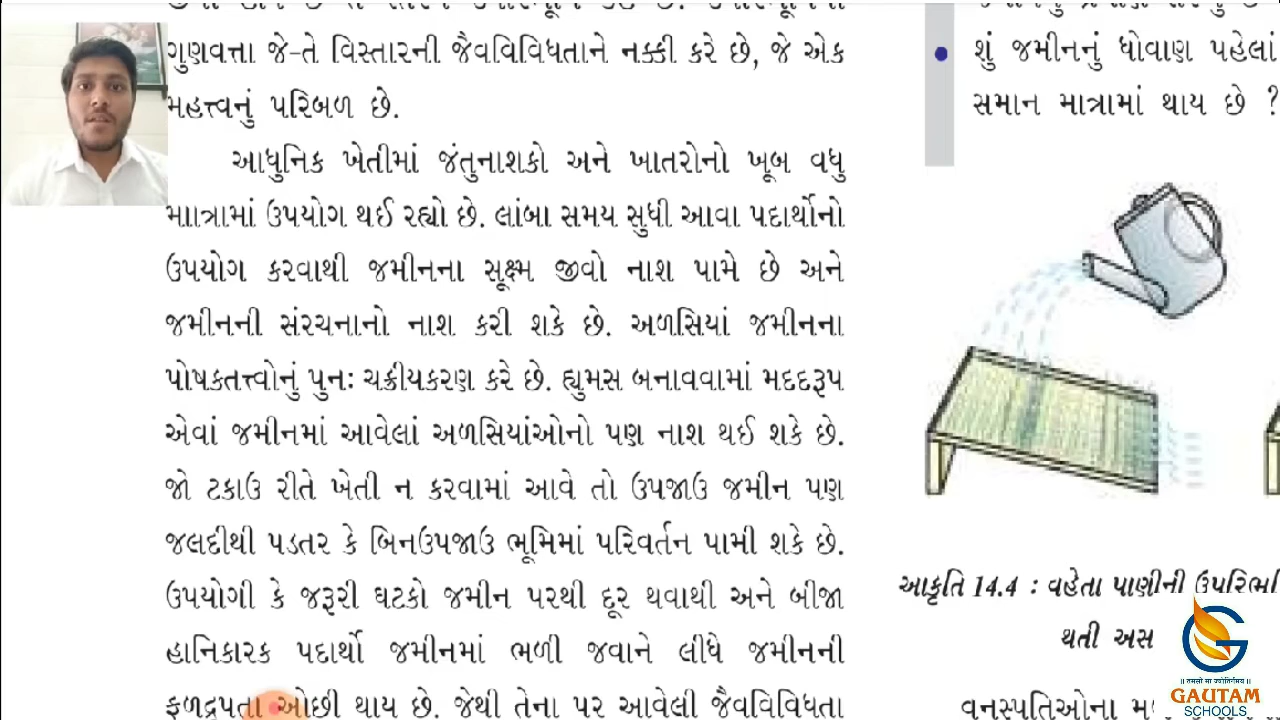 ગુણવત્તા જે-તે વિસ્તારની જૈવવિવિધતાને નક્કી કરે છે, જે એક
મહત્ત્વનું પરિબળ છે.
આધુનિક ખેતીમાં જંતુનાશકો અને ખાતરોનો ખૂબ વધુ
માાત્રામાં ઉપયોગ થઈ રહ્યો છે. લાંબા સમય સુધી આવા પદાર્થોનો
ઉપયોગ કરવાથી જમીનના સૂક્ષ્મ જીવો નાશ પામે છે અને
જમીનની સંરચનાનો નાશ કરી શકે છે. અળસિયાં જમીનના
પોષકતત્ત્વોનું પુનઃ ચક્રીયકરણ કરે છે. હ્યુમસ બનાવવામાં મદદરૂપ
એવાં જમીનમાં આવેલાં અળસિયાંઓનો પણ નાશ થઈ શકે છે.
જો ટકાઉ રીતે ખેતી ન કરવામાં આવે તો ઉપજાઉ જમીન પણ
જલદીથી પડતર કે બિનઉપજાઉ ભૂમિમાં પરિવર્તન પામી શકે છે.
ઉપયોગી કે જરૂરી ઘટકો જમીન પરથી દૂર થવાથી અને બીજા
હાનિકારક પદાર્થો જમીનમાં ભળી જવાને લીધે જમીનની
ફળદ્રુપતા ઓછી થાય છે. જેથી તેના પર આવેલી જૈવવિવિધતા
• શું જમીનનું ધોવાણ પહેલાં
સમાન માત્રામાં થાય છે ?
આકૃતિ 14.4 : વહેતા પાણીની
થતી
વનસ્પતિઓના
॥ तमसो मा ज्योतिर्गमय ॥
GAUTAM
SCHOOLS